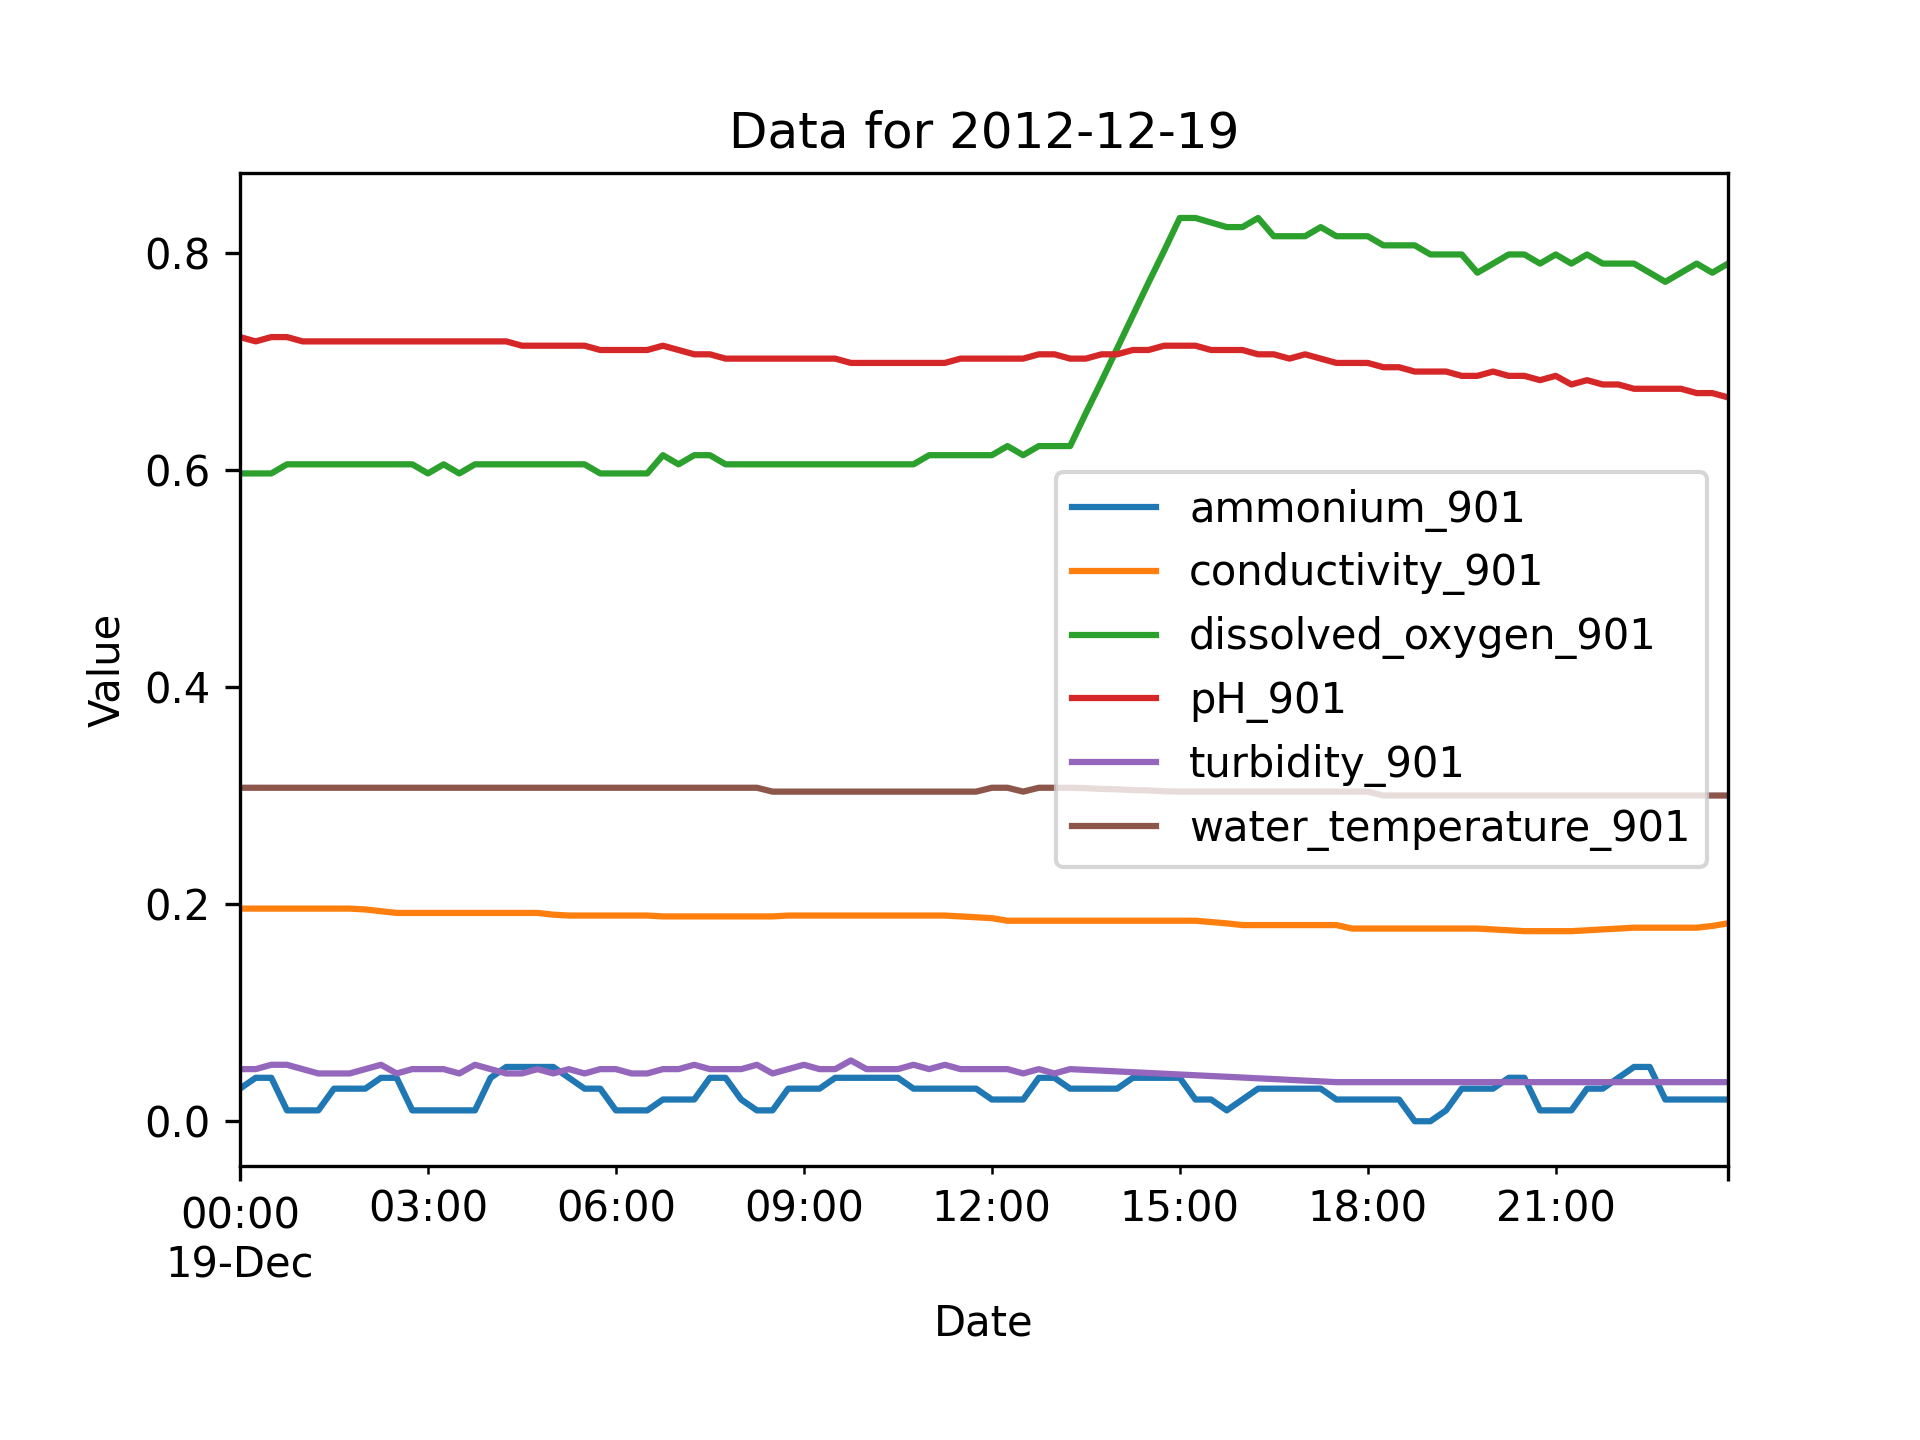 Data for 2012-12-19
Value
0.8
0.6
0.4
0.2
0.0
ammonium_901
conductivity_901
dissolved_oxygen_901
pH_901
turbidity_901
water_temperature_901
00:00 03:00 06:00 09:00 12:00 15:00 18:00 21:00
19-Dec
Date